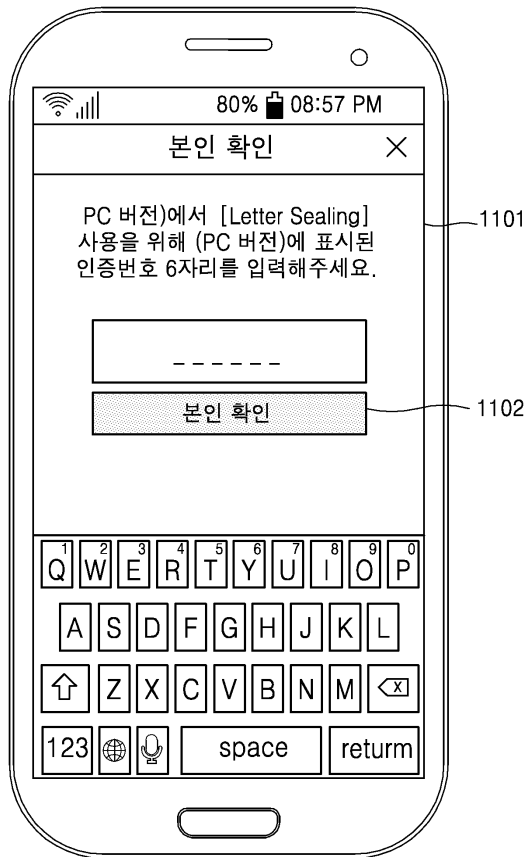 80% 08:57 PM
본인 확인
PC 버전)에서 [Letter Sealing]
사용을 위해 (PC 버전)에 표시된
인증번호 6자리를 입력해주세요.
1101
_ _ _ _ _ _
본인 확인
1102
1 2 3 4 5 6 7 8 9 0
Q W E R T Y U I O P
A S D F G H J K L
Z X C V B N M X
123 space returm